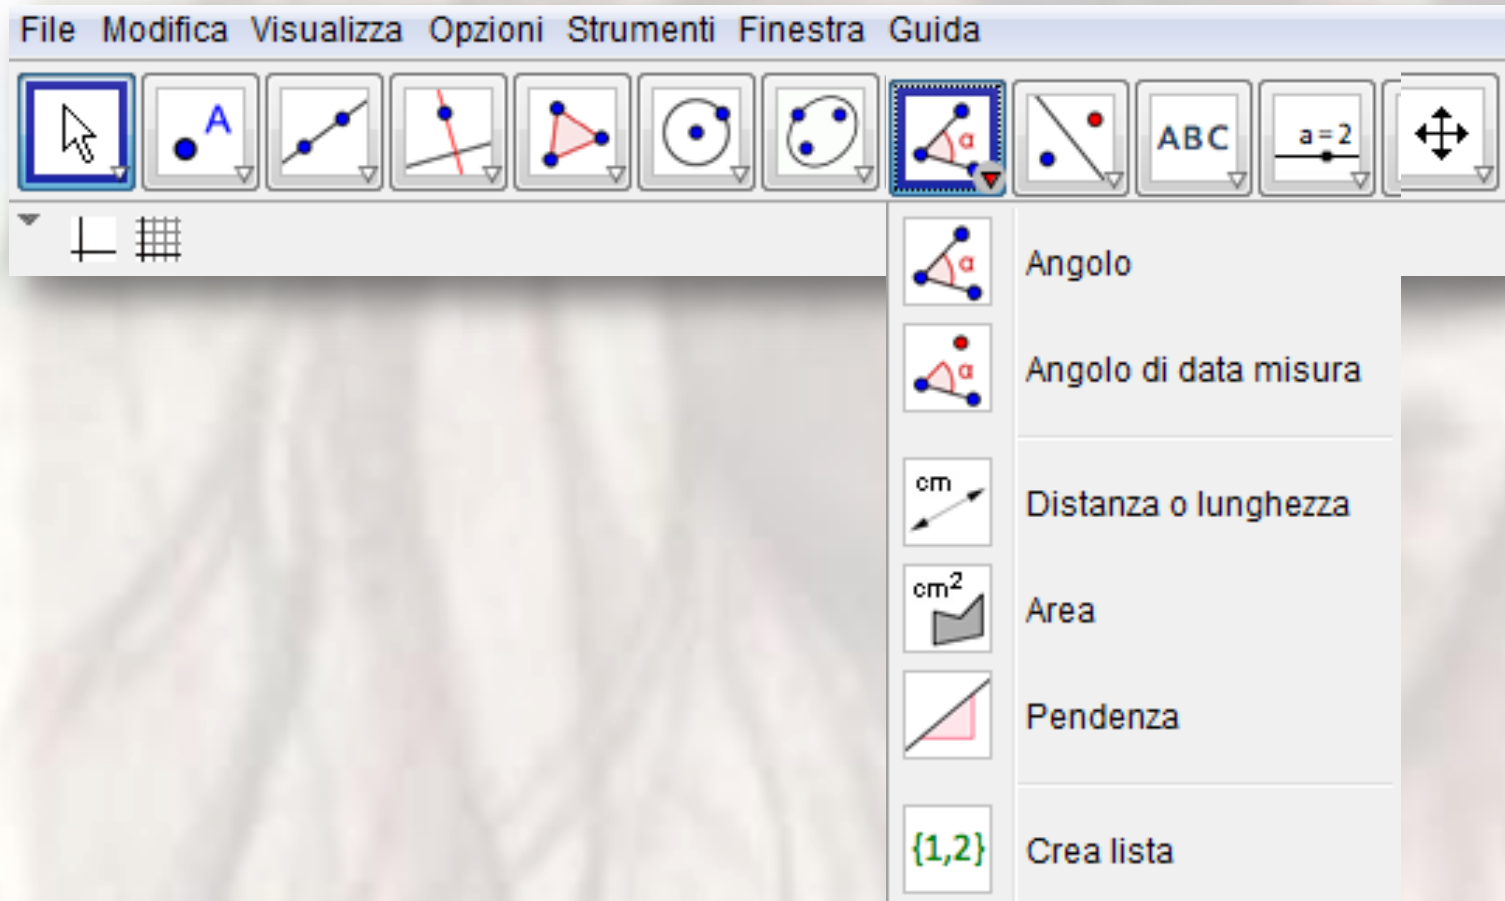 File Modifica Visualizza Opzioni Strumenti Finestra Guida
A α ABC a=2
α Angolo
α Angolo di data misura
cm Distanza o lunghezza
cm² Area
Pendenza
{1,2} Crea lista